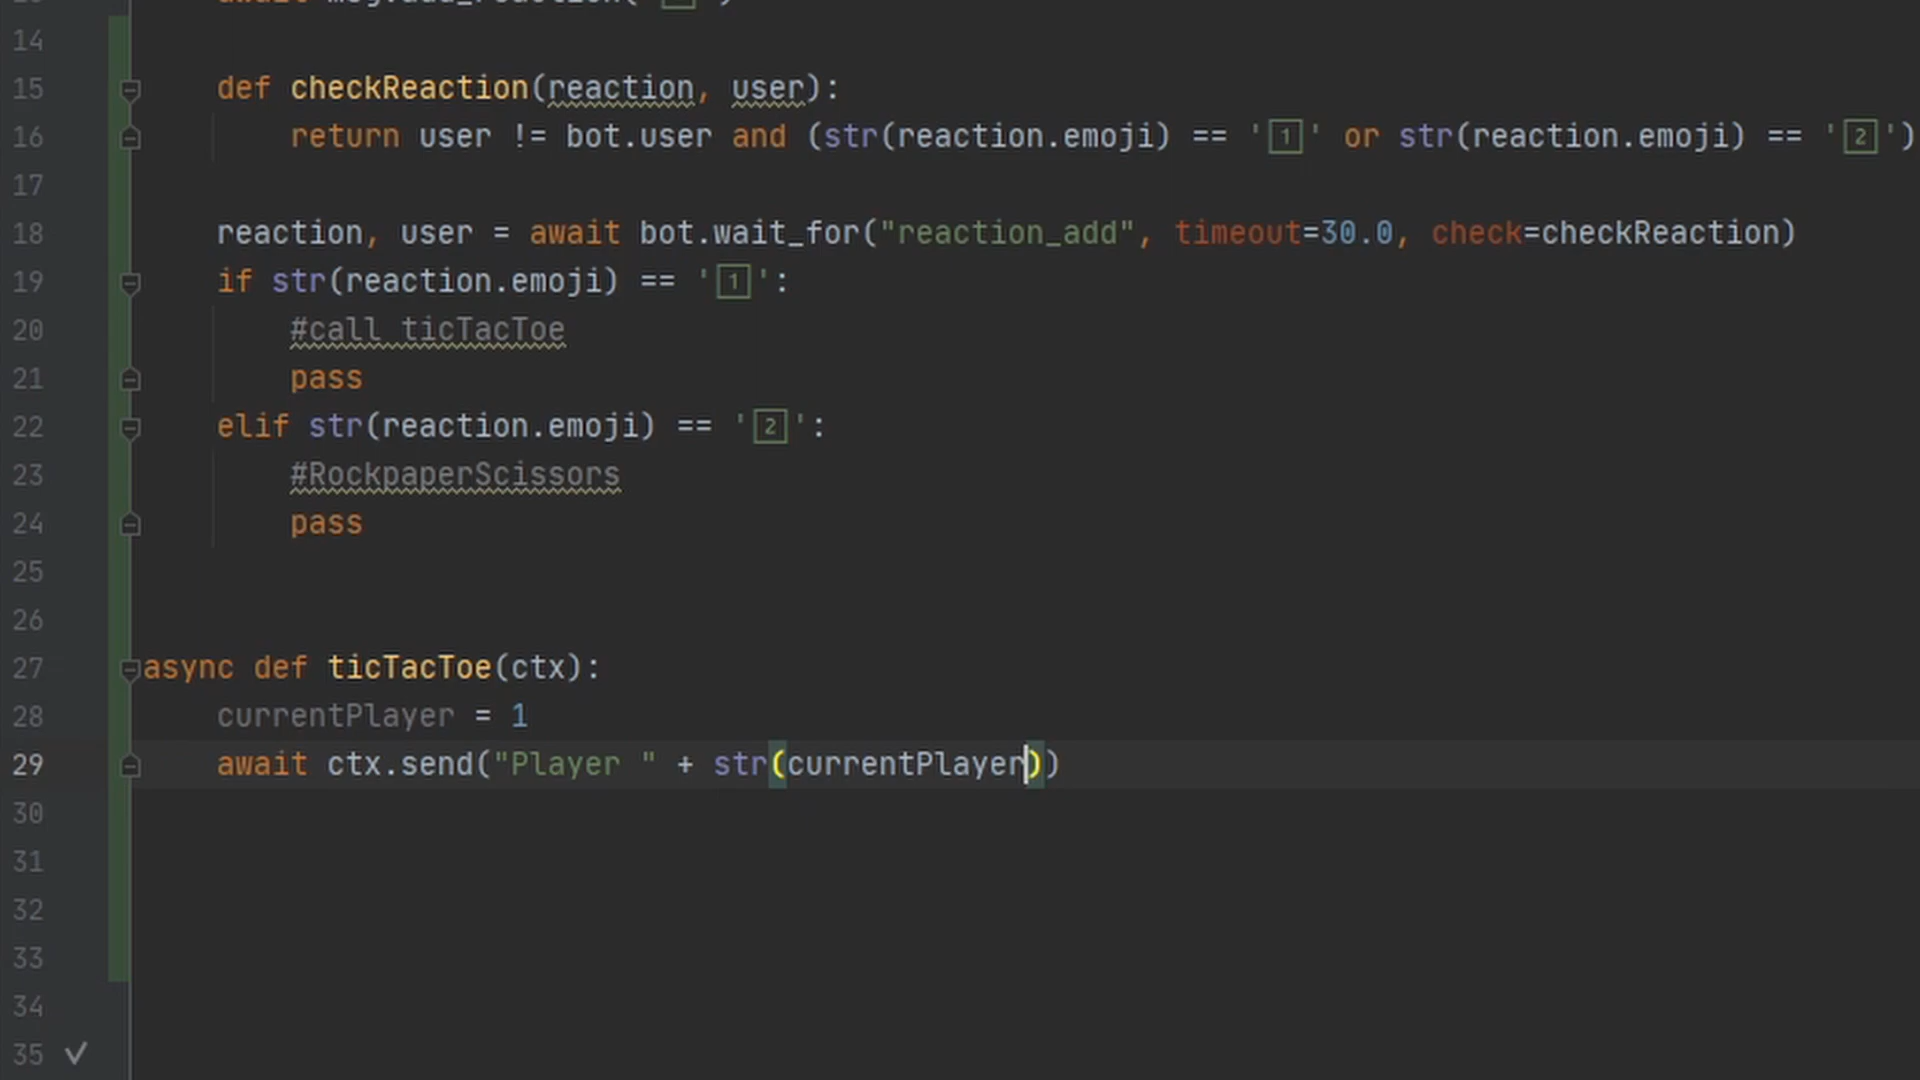 14
15 def checkReaction(reaction, user):
16 return user != bot.user and (str(reaction.emoji) == '1️⃣' or str(reaction.emoji) == '2️⃣')
17
18 reaction, user = await bot.wait_for("reaction_add", timeout=30.0, check=checkReaction)
19 if str(reaction.emoji) == '1️⃣':
20 #call ticTacToe
21 pass
22 elif str(reaction.emoji) == '2️⃣':
23 #RockpaperScissors
24 pass
25
26
27 async def ticTacToe(ctx):
28 currentPlayer = 1
29 await ctx.send("Player " + str(currentPlayer))
30
31
32
33
34
35